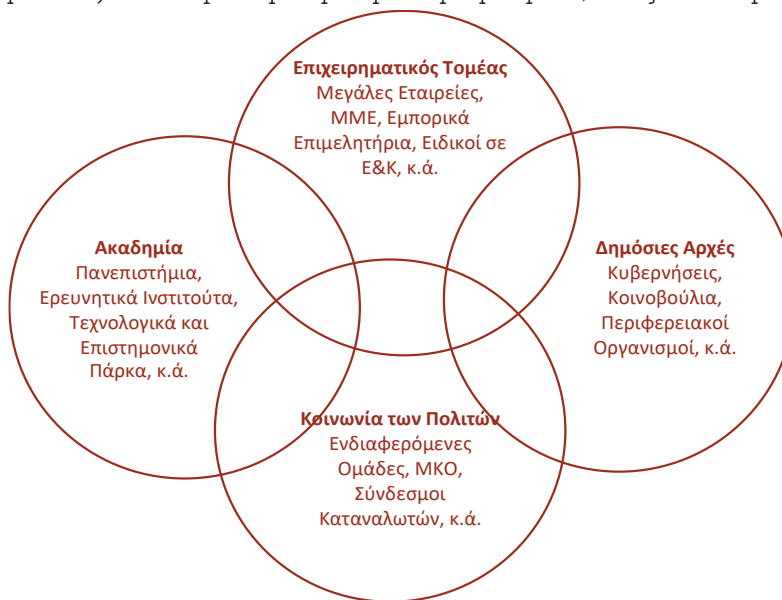 Επιχειρηματικός Τομέας
Μεγάλες Εταιρείες,
ΜΜΕ, Εμπορικά
Επιμελητήρια, Ειδικοί σε
Ε&Κ, κ.ά.
Ακαδημία
Πανεπιστήμια,
Ερευνητικά Ινστιτούτα,
Τεχνολογικά και
Επιστημονικά
Πάρκα, κ.ά.
Δημόσιες Αρχές
Κυβερνήσεις,
Κοινοβούλια,
Περιφερειακοί
Οργανισμοί, κ.ά.
Κοινωνία των Πολιτών
Ενδιαφερόμενες
Ομάδες, ΜΚΟ,
Σύνδεσμοι
Καταναλωτών, κ.ά.